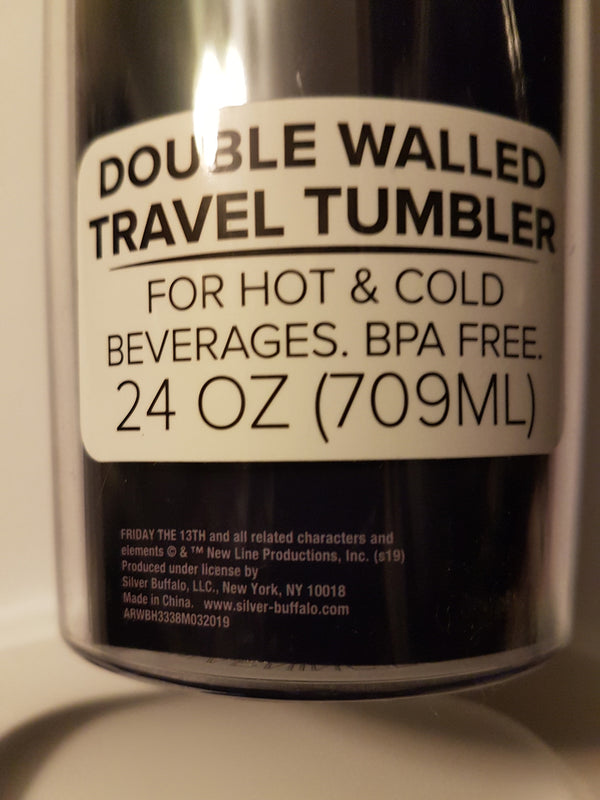 DOUBLE WALLED
TRAVEL TUMBLER
FOR HOT & COLD
BEVERAGES. BPA FREE.
24 OZ (709ML)
FRIDAY THE 13TH and all related characters and
elements © & ™ New Line Productions, Inc. (s19)
Produced under license by
Silver Buffalo, LLC., New York, NY 10018
Made in China. www.silver-buffalo.com
ARWBH3338M032019